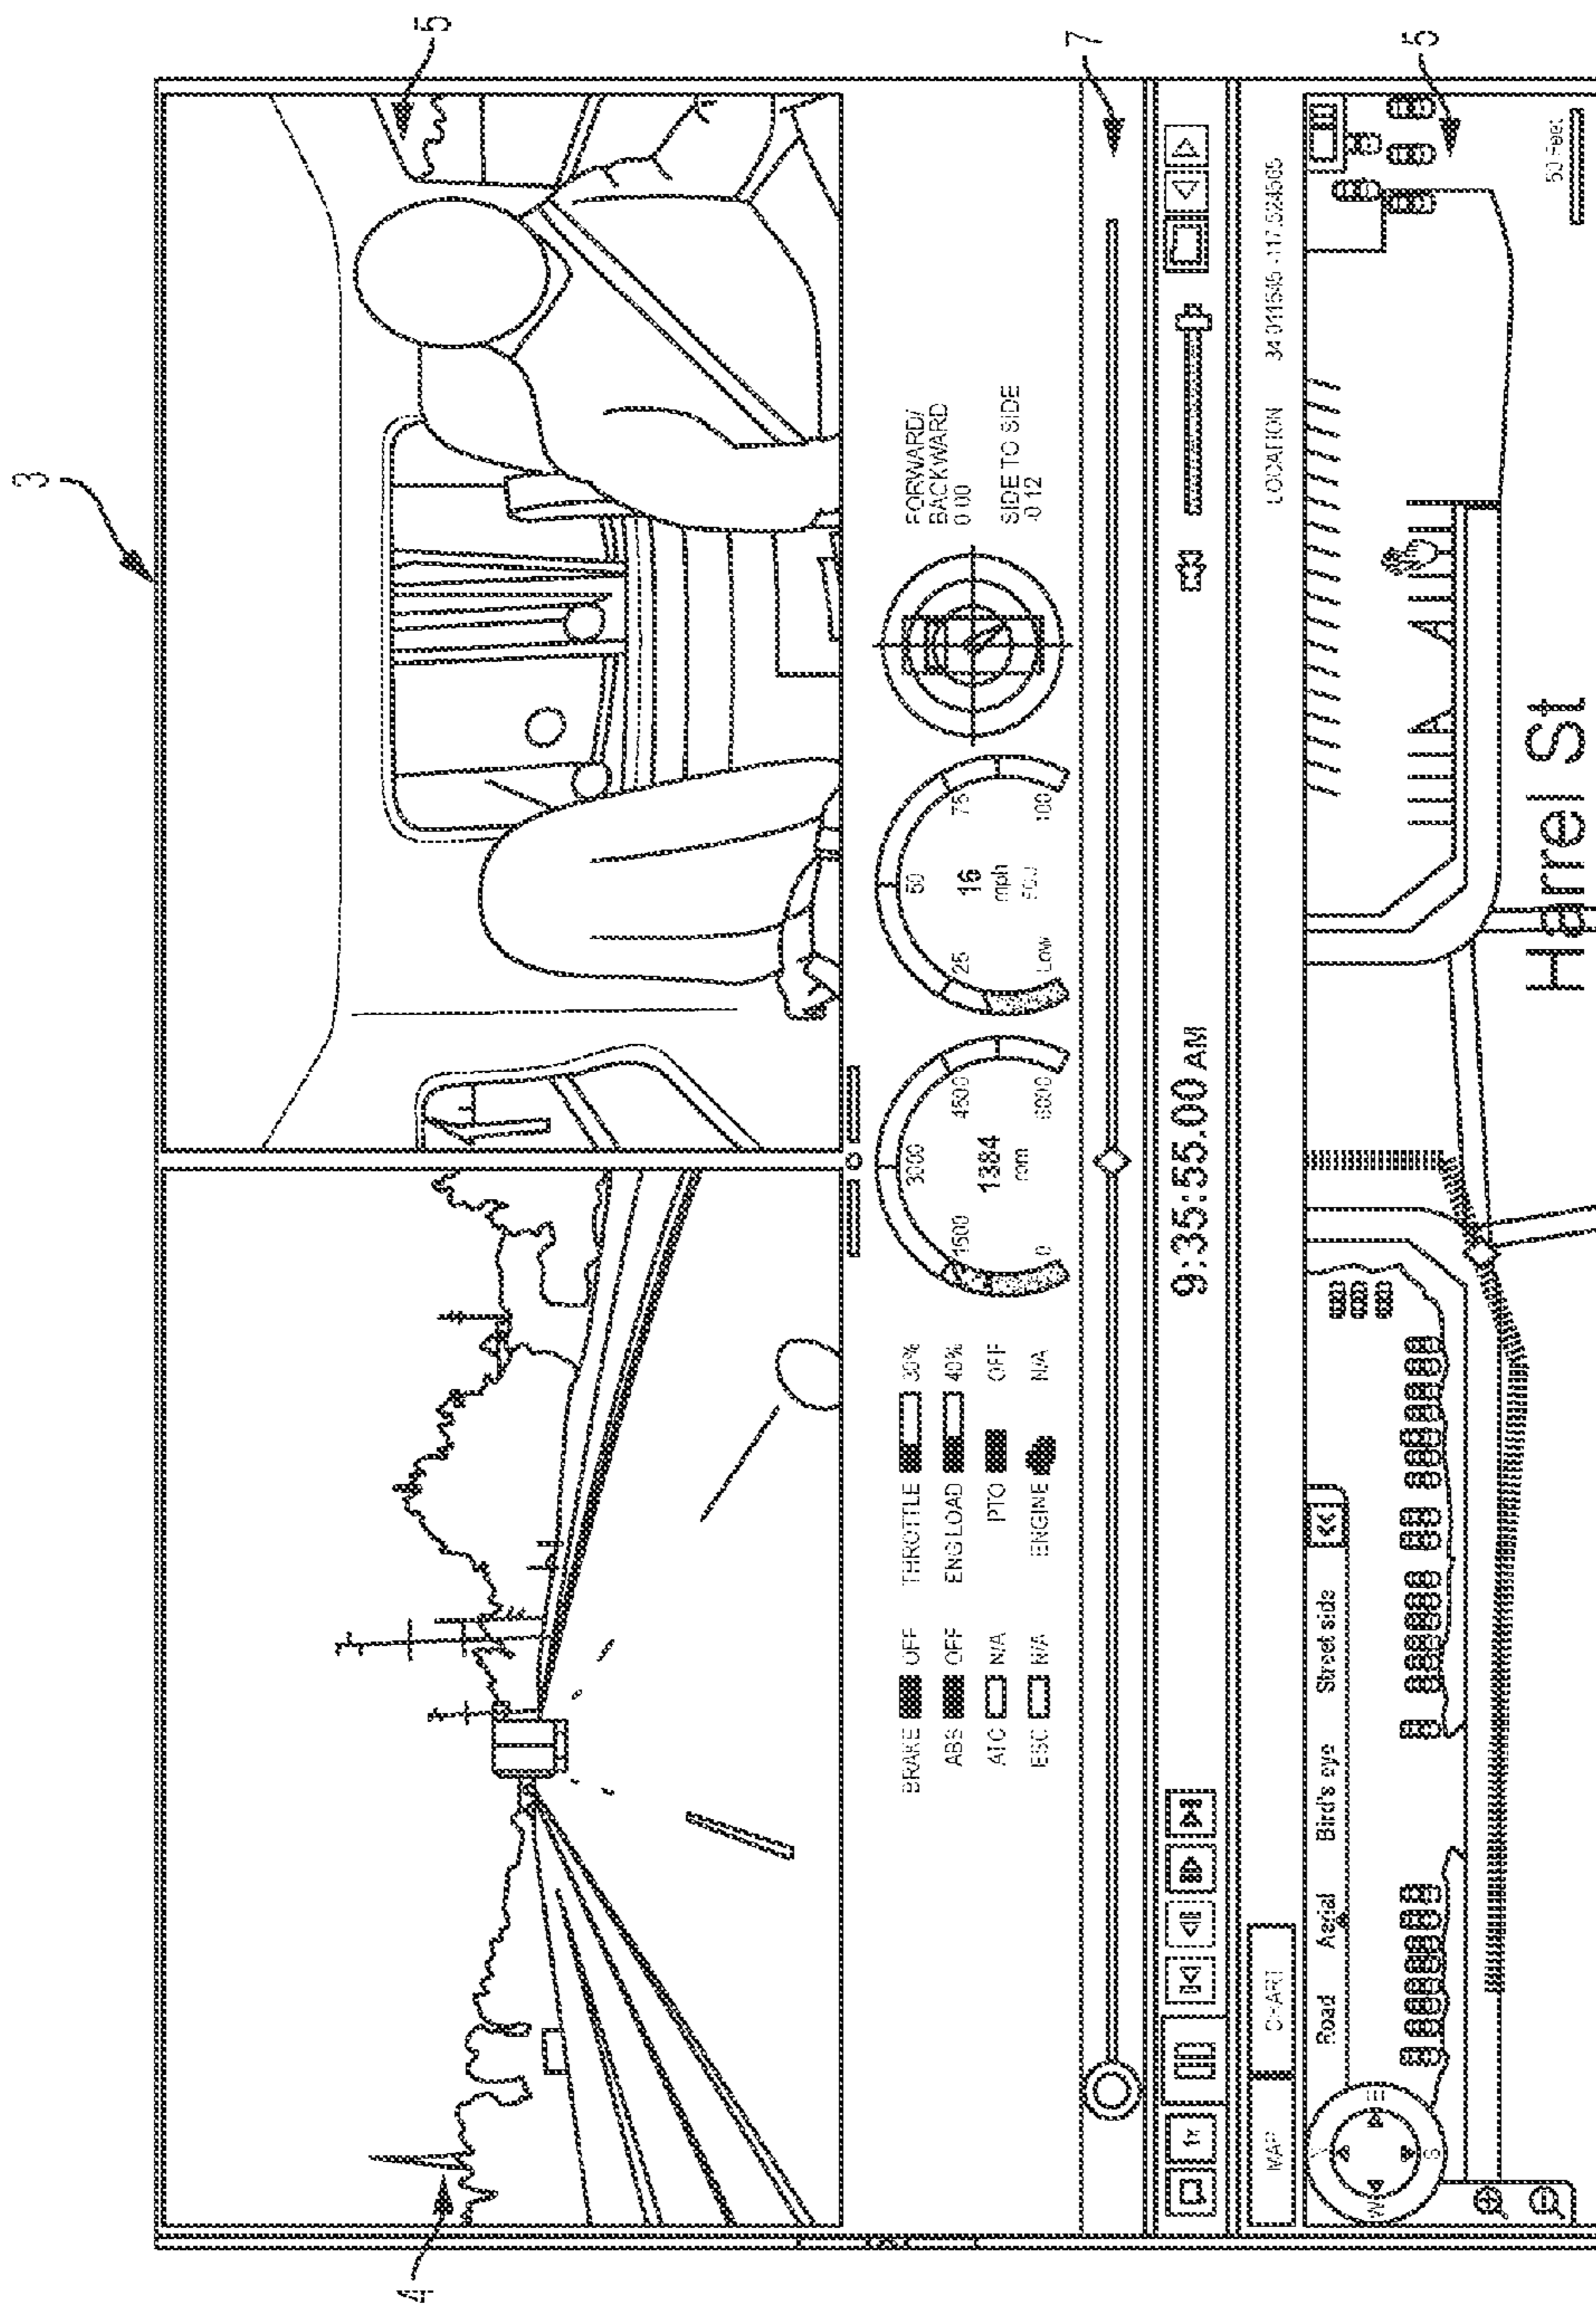 3
4
5
BRAKE OFF THROTTLE 30%
ABS OFF ENG LOAD 40%
ATC N/A PTO OFF
ESC N/A ENGINE N/A
0 1500 3000 4500 6000
1384
rpm
Low 25 50 75 100
16
mph
FORWARD/
BACKWARD
0.00
SIDE TO SIDE
-0.12
7
1x
9:35:55.00 AM
MAP CHART
LOCATION
Road Aerial Bird's eye Street side
W E S
5
50 Feet
Harrel St